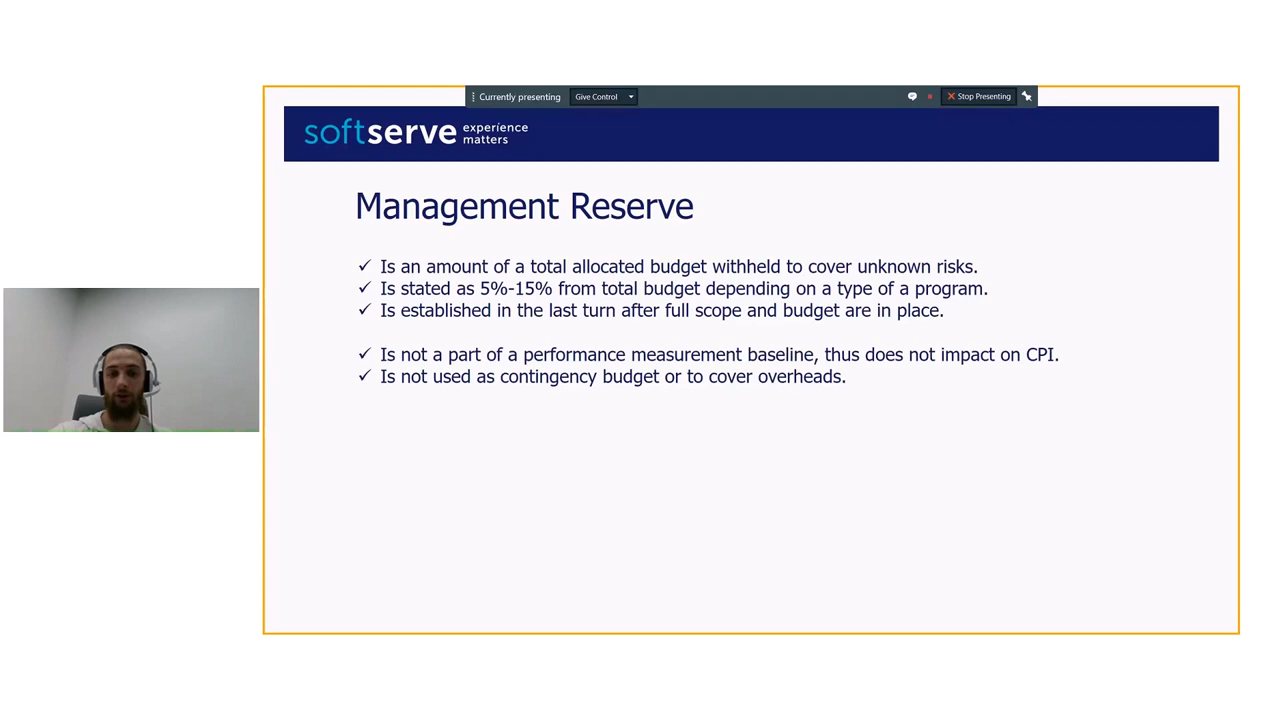 Currently presenting Give Control Stop Presenting
softserve experience matters
Management Reserve
✓ Is an amount of a total allocated budget withheld to cover unknown risks.
✓ Is stated as 5%-15% from total budget depending on a type of a program.
✓ Is established in the last turn after full scope and budget are in place.
✓ Is not a part of a performance measurement baseline, thus does not impact on CPI.
✓ Is not used as contingency budget or to cover overheads.